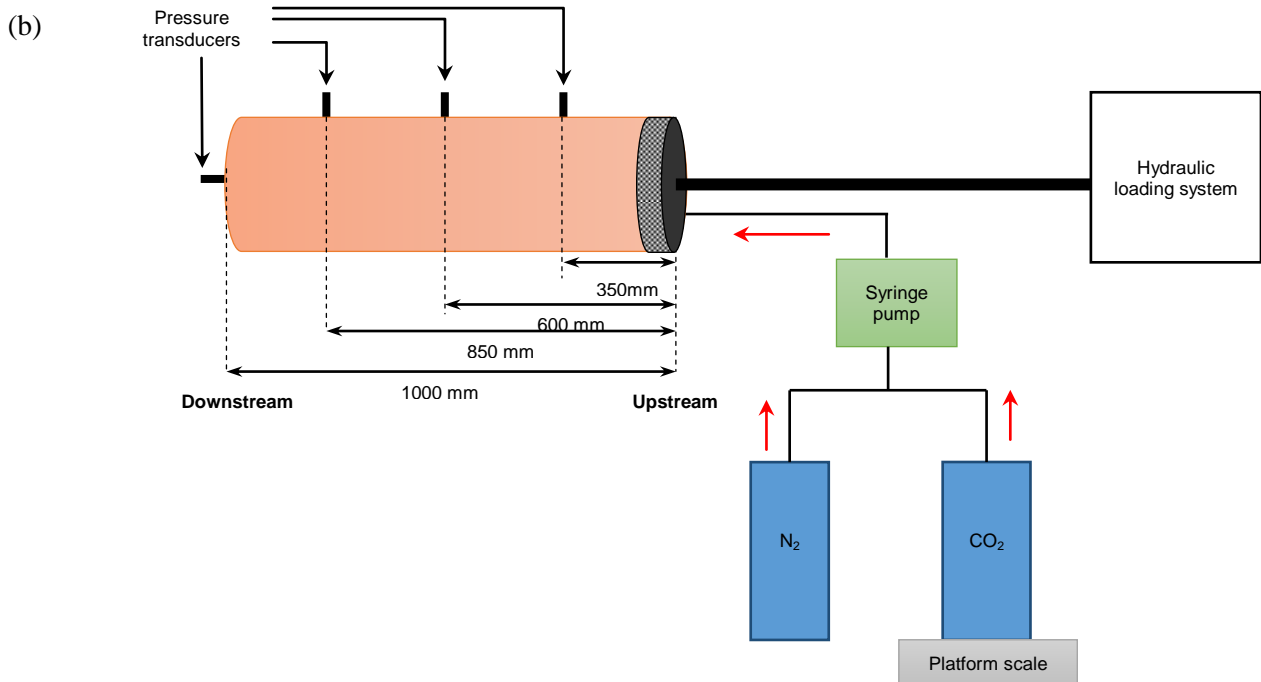 (b)
Pressure
transducers
Hydraulic
loading system
350mm
Syringe
pump
600 mm
850 mm
1000 mm
Downstream
Upstream
N₂
CO₂
Platform scale